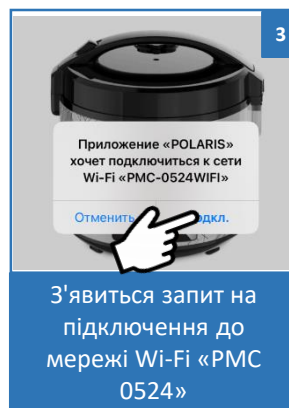 3
Приложение «POLARIS»
хочет подключиться к сети
Wi-Fi «PMC-0524WIFI»
Отменить одкл.
З'явиться запит на
підключення до
мережі Wi-Fi «PMC
0524»